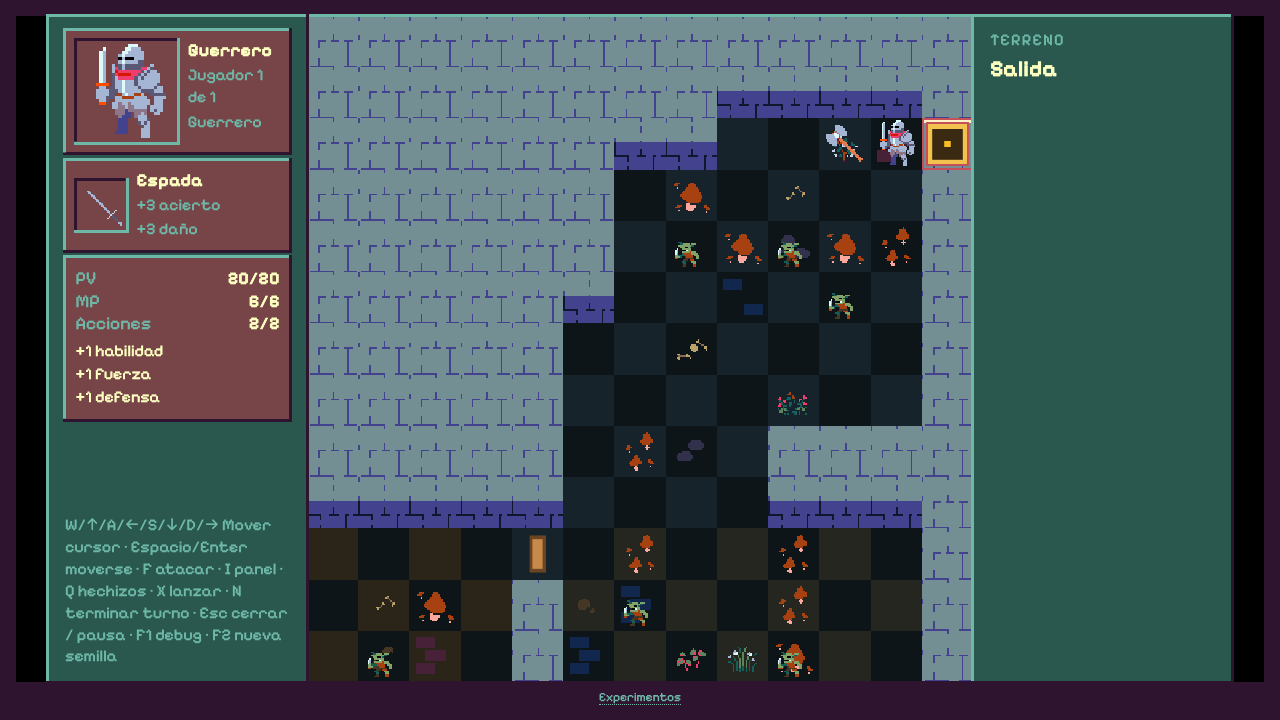 Guerrero
Jugador 1
de 1
Guerrero
Espada
+3 acierto
+3 daño
PV 80/80
MP 6/6
Acciones 2/2
+1 habilidad
+1 fuerza
+1 defensa
W/↑/A/←/S/↓/D/→ Mover
cursor · Espacio/Enter
moverse · F atacar · I panel ·
Q hechizos · X lanzar · N
terminar turno · Esc cerrar
/ pausa · F1 debug · F2 nueva
semilla
TERRENO
Salida
Experimentos